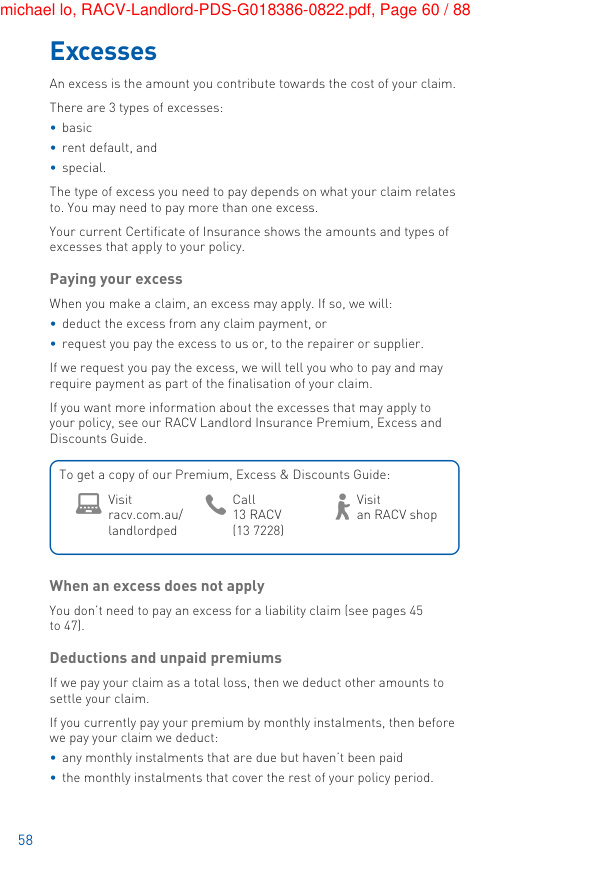 michael lo, RACV-Landlord-PDS-G018386-0822.pdf, Page 60 / 88
Excesses
An excess is the amount you contribute towards the cost of your claim.
There are 3 types of excesses:
• basic
• rent default, and
• special.
The type of excess you need to pay depends on what your claim relates
to. You may need to pay more than one excess.
Your current Certificate of Insurance shows the amounts and types of
excesses that apply to your policy.
Paying your excess
When you make a claim, an excess may apply. If so, we will:
• deduct the excess from any claim payment, or
• request you pay the excess to us or, to the repairer or supplier.
If we request you pay the excess, we will tell you who to pay and may
require payment as part of the finalisation of your claim.
If you want more information about the excesses that may apply to
your policy, see our RACV Landlord Insurance Premium, Excess and
Discounts Guide.
To get a copy of our Premium, Excess & Discounts Guide:
Visit
racv.com.au/
landlordped
Call
13 RACV
(13 7228)
Visit
an RACV shop
When an excess does not apply
You don't need to pay an excess for a liability claim (see pages 45
to 47).
Deductions and unpaid premiums
If we pay your claim as a total loss, then we deduct other amounts to
settle your claim.
If you currently pay your premium by monthly instalments, then before
we pay your claim we deduct:
• any monthly instalments that are due but haven't been paid
• the monthly instalments that cover the rest of your policy period.
58